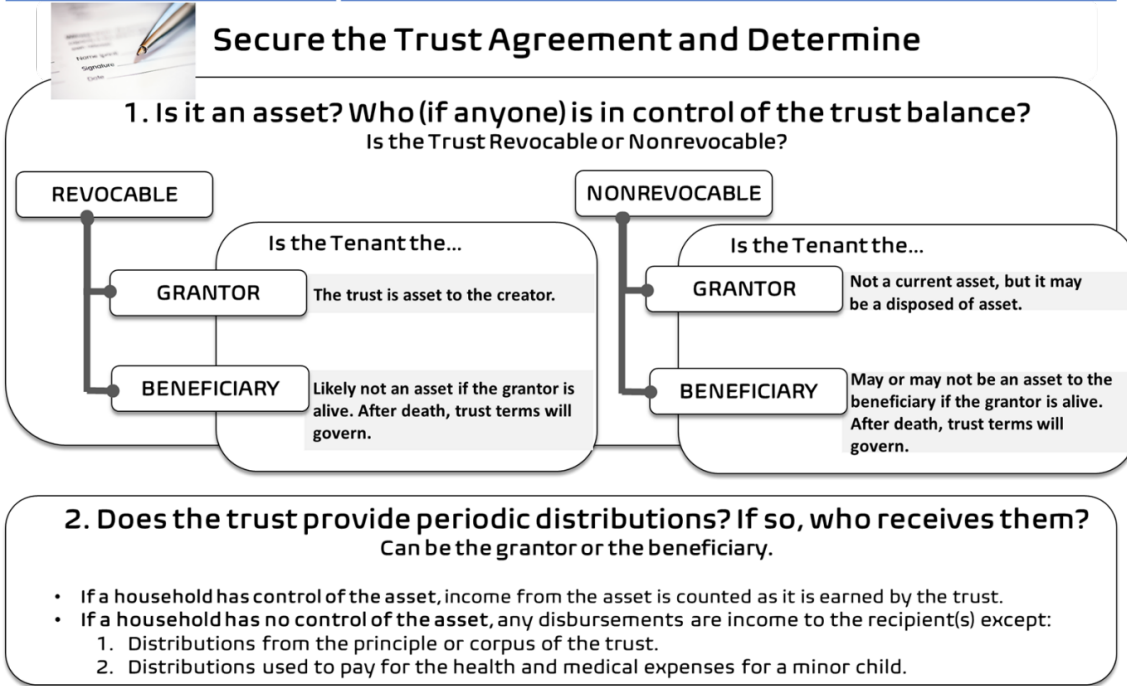 Name (print)
Signature
Date
Secure the Trust Agreement and Determine
1. Is it an asset? Who (if anyone) is in control of the trust balance?
Is the Trust Revocable or Nonrevocable?
REVOCABLE
Is the Tenant the...
GRANTOR
The trust is asset to the creator.
BENEFICIARY
Likely not an asset if the grantor is
alive. After death, trust terms will
govern.
NONREVOCABLE
Is the Tenant the...
GRANTOR
Not a current asset, but it may
be a disposed of asset.
BENEFICIARY
May or may not be an asset to the
beneficiary if the grantor is alive.
After death, trust terms will
govern.
2. Does the trust provide periodic distributions? If so, who receives them?
Can be the grantor or the beneficiary.
• If a household has control of the asset, income from the asset is counted as it is earned by the trust.
• If a household has no control of the asset, any disbursements are income to the recipient(s) except:
1. Distributions from the principle or corpus of the trust.
2. Distributions used to pay for the health and medical expenses for a minor child.